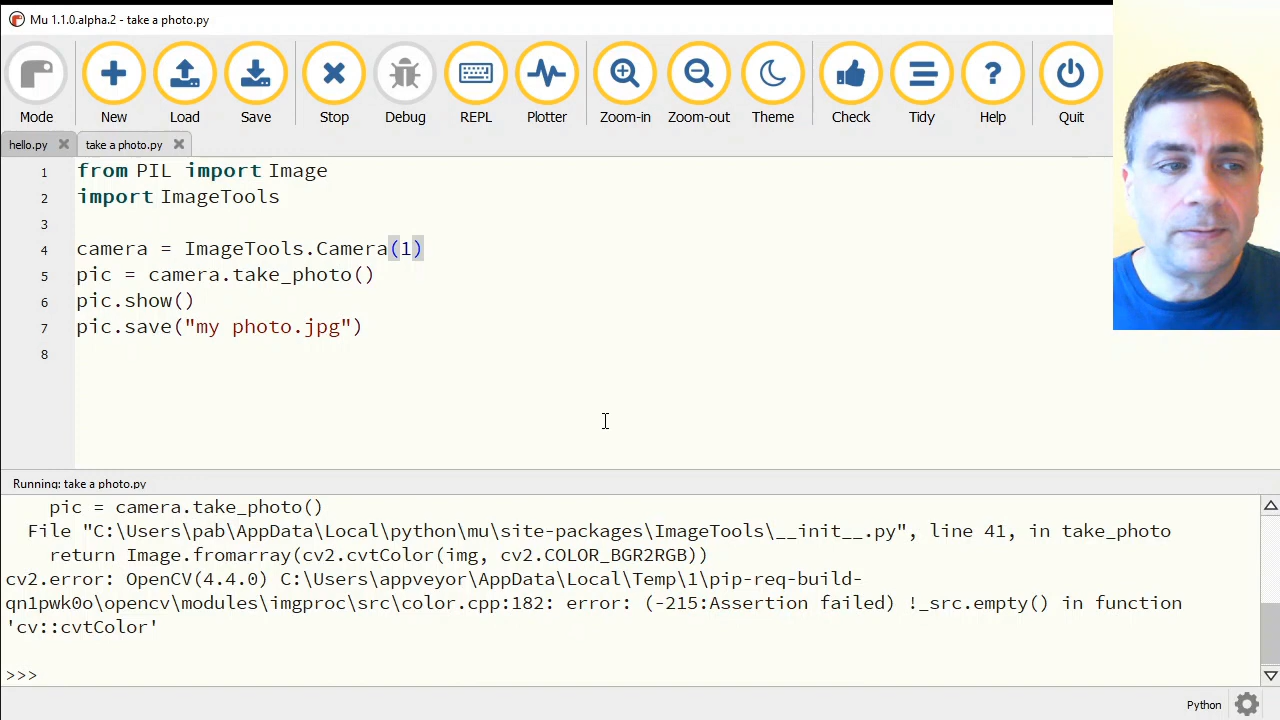 Mu 1.1.0.alpha.2 - take a photo.py
Mode New Load Save Stop Debug REPL Plotter Zoom-in Zoom-out Theme Check Tidy Help Quit
hello.py take a photo.py
1 from PIL import Image
2 import ImageTools
3
4 camera = ImageTools.Camera(1)
5 pic = camera.take_photo()
6 pic.show()
7 pic.save("my photo.jpg")
8
Running: take a photo.py
pic = camera.take_photo()
File "C:\Users\pab\AppData\Local\python\mu\site-packages\ImageTools\__init__.py", line 41, in take_photo
return Image.fromarray(cv2.cvtColor(img, cv2.COLOR_BGR2RGB))
cv2.error: OpenCV(4.4.0) C:\Users\appveyor\AppData\Local\Temp\1\pip-req-build-
qn1pwk0o\opencv\modules\imgproc\src\color.cpp:182: error: (-215:Assertion failed) !_src.empty() in function
'cv::cvtColor'
>>>
Python